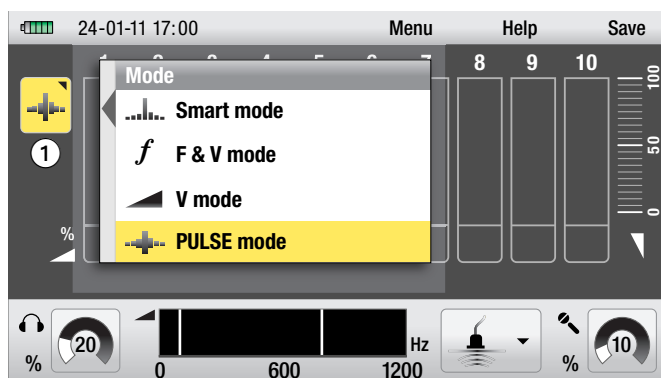 24-01-11 17:00 Menu Help Save
8 9 10
Mode
Smart mode
f F & V mode
V mode
PULSE mode
1
%
100
50
0
20
%
Hz
0 600 1200
10
%